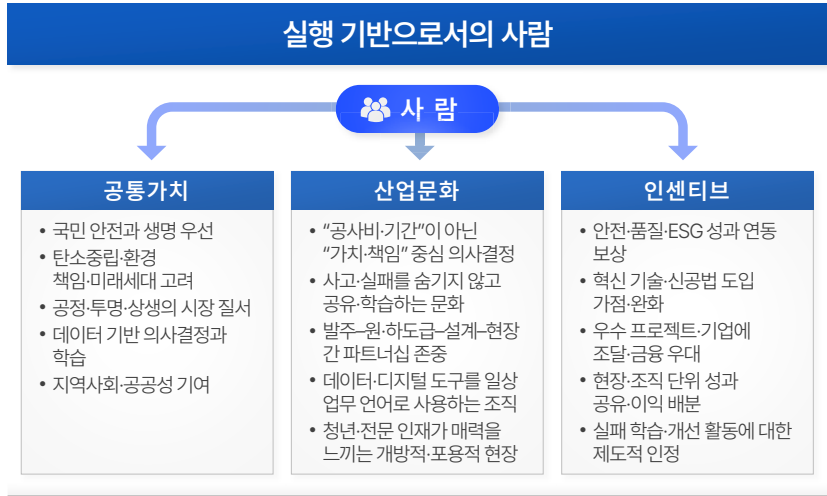 실행 기반으로서의 사람
사 람
공통가치
• 국민 안전과 생명 우선
• 탄소중립·환경
책임·미래세대 고려
• 공정·투명·상생의 시장 질서
• 데이터 기반 의사결정과
학습
• 지역사회·공공성 기여
산업문화
• “공사비·기간”이 아닌
“가치·책임” 중심 의사결정
• 사고·실패를 숨기지 않고
공유·학습하는 문화
• 발주–원·하도급–설계–현장
간 파트너십 존중
• 데이터·디지털 도구를 일상
업무 언어로 사용하는 조직
• 청년·전문 인재가 매력을
느끼는 개방적·포용적 현장
인센티브
• 안전·품질·ESG 성과 연동
보상
• 혁신 기술·신공법 도입
가점·완화
• 우수 프로젝트·기업에
조달·금융 우대
• 현장·조직 단위 성과
공유·이익 배분
• 실패 학습·개선 활동에 대한
제도적 인정